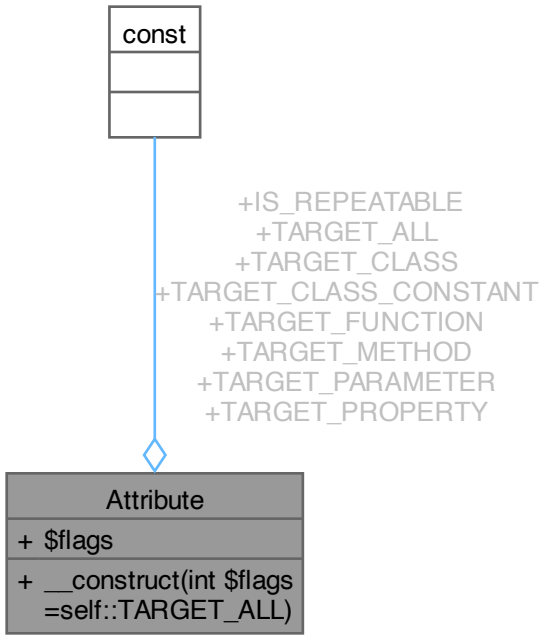 const
+IS_REPEATABLE
+TARGET_ALL
+TARGET_CLASS
+TARGET_CLASS_CONSTANT
+TARGET_FUNCTION
+TARGET_METHOD
+TARGET_PARAMETER
+TARGET_PROPERTY
Attribute
+ $flags
+ __construct(int $flags
=self::TARGET_ALL)